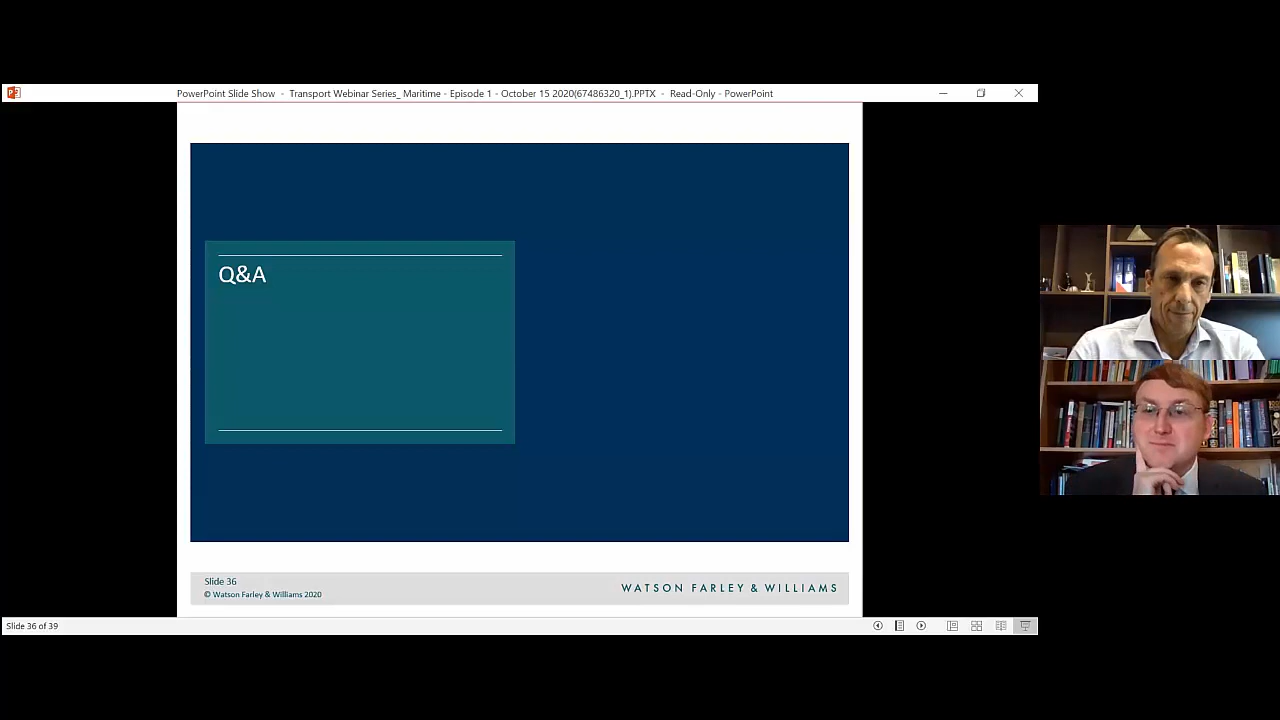 PowerPoint Slide Show - Transport Webinar Series_ Maritime - Episode 1 - October 15 2020(67486320_1).PPTX - Read-Only - PowerPoint
Q&A
Slide 36
© Watson Farley & Williams 2020
WATSON FARLEY & WILLIAMS
Slide 36 of 39